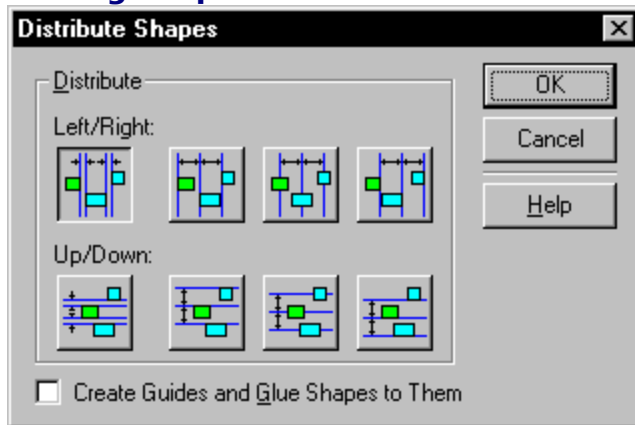 Distribute Shapes
Distribute
OK
Left/Right:
Cancel
Help
Up/Down:
Create Guides and Glue Shapes to Them